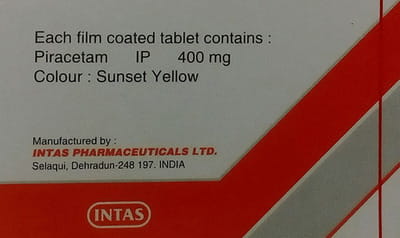 Each film coated tablet contains :
Piracetam IP 400 mg
Colour : Sunset Yellow
Manufactured by :
INTAS PHARMACEUTICALS LTD.
Selaqui, Dehradun-248 197. INDIA
INTAS